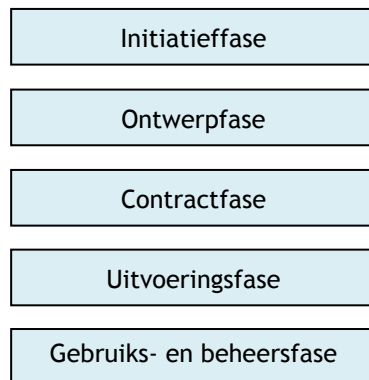 Initiatieffase
Ontwerpfase
Contractfase
Uitvoeringsfase
Gebruiks- en beheersfase